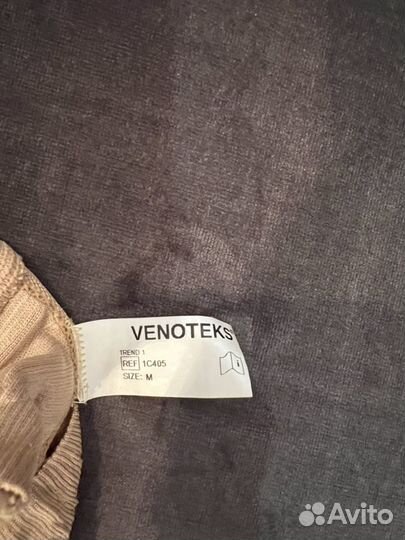 VENOTEKS
TREND 1
REF 1C405
SIZE: M
Avito